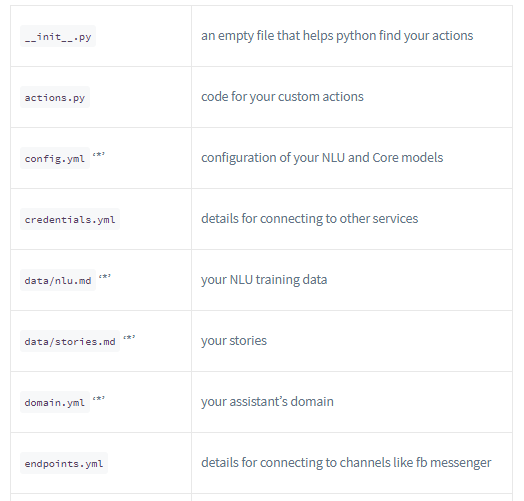 __init__.py an empty file that helps python find your actions
actions.py code for your custom actions
config.yml ‘*’ configuration of your NLU and Core models
credentials.yml details for connecting to other services
data/nlu.md ‘*’ your NLU training data
data/stories.md ‘*’ your stories
domain.yml ‘*’ your assistant’s domain
endpoints.yml details for connecting to channels like fb messenger